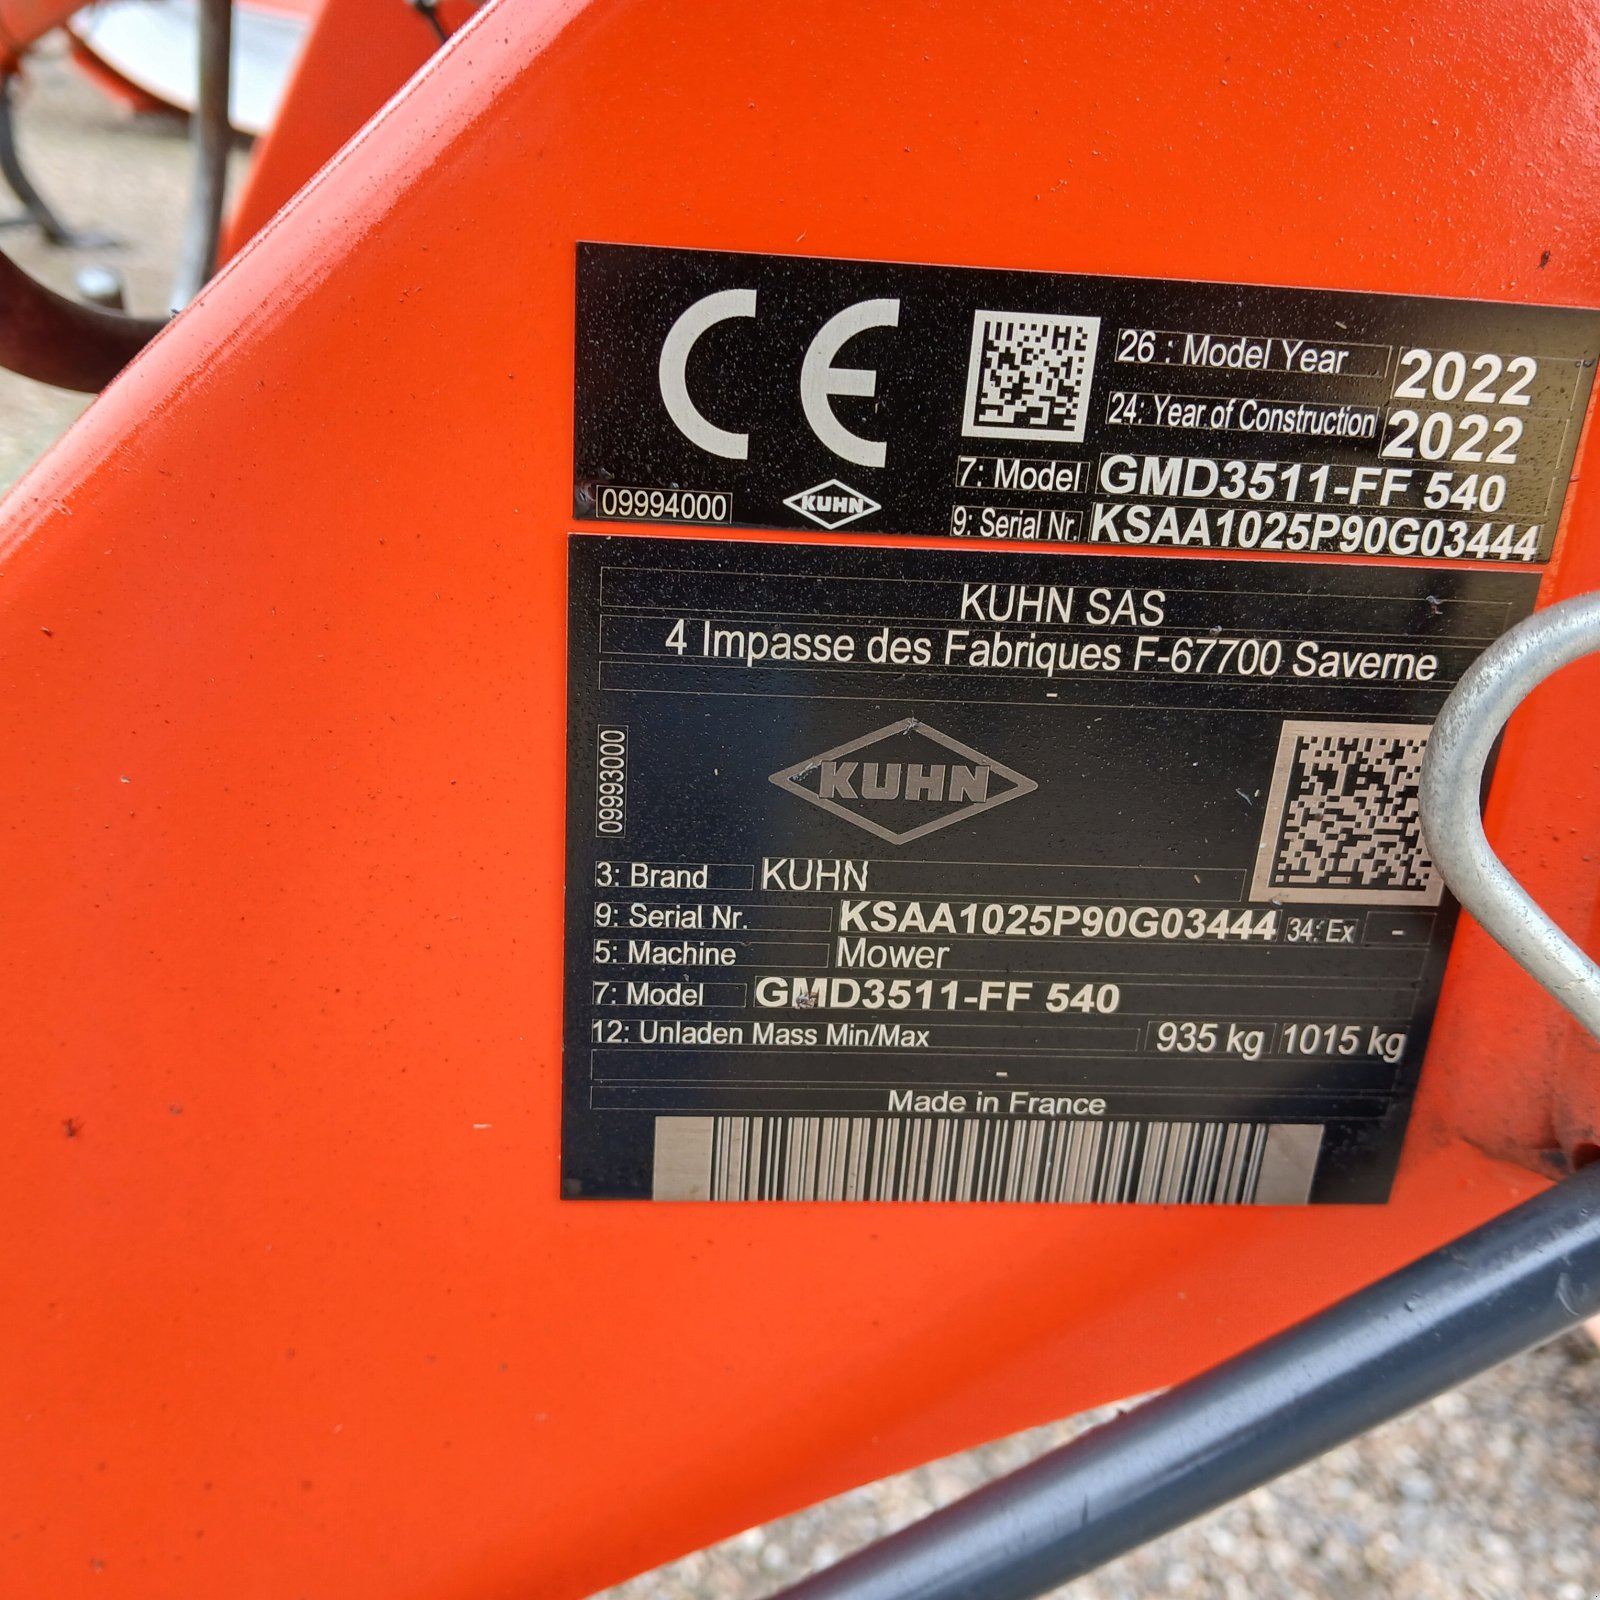 CE
26 : Model Year 2022
24: Year of Construction 2022
7: Model GMD3511-FF 540
9: Serial Nr. KSAA1025P90G03444
09994000
KUHN
KUHN SAS
4 Impasse des Fabriques F-67700 Saverne
-
09993000
KUHN
3: Brand KUHN
9: Serial Nr. KSAA1025P90G03444 34: Ex -
5: Machine Mower
7: Model GMD3511-FF 540
12: Unladen Mass Min/Max 935 kg 1015 kg
-
Made in France